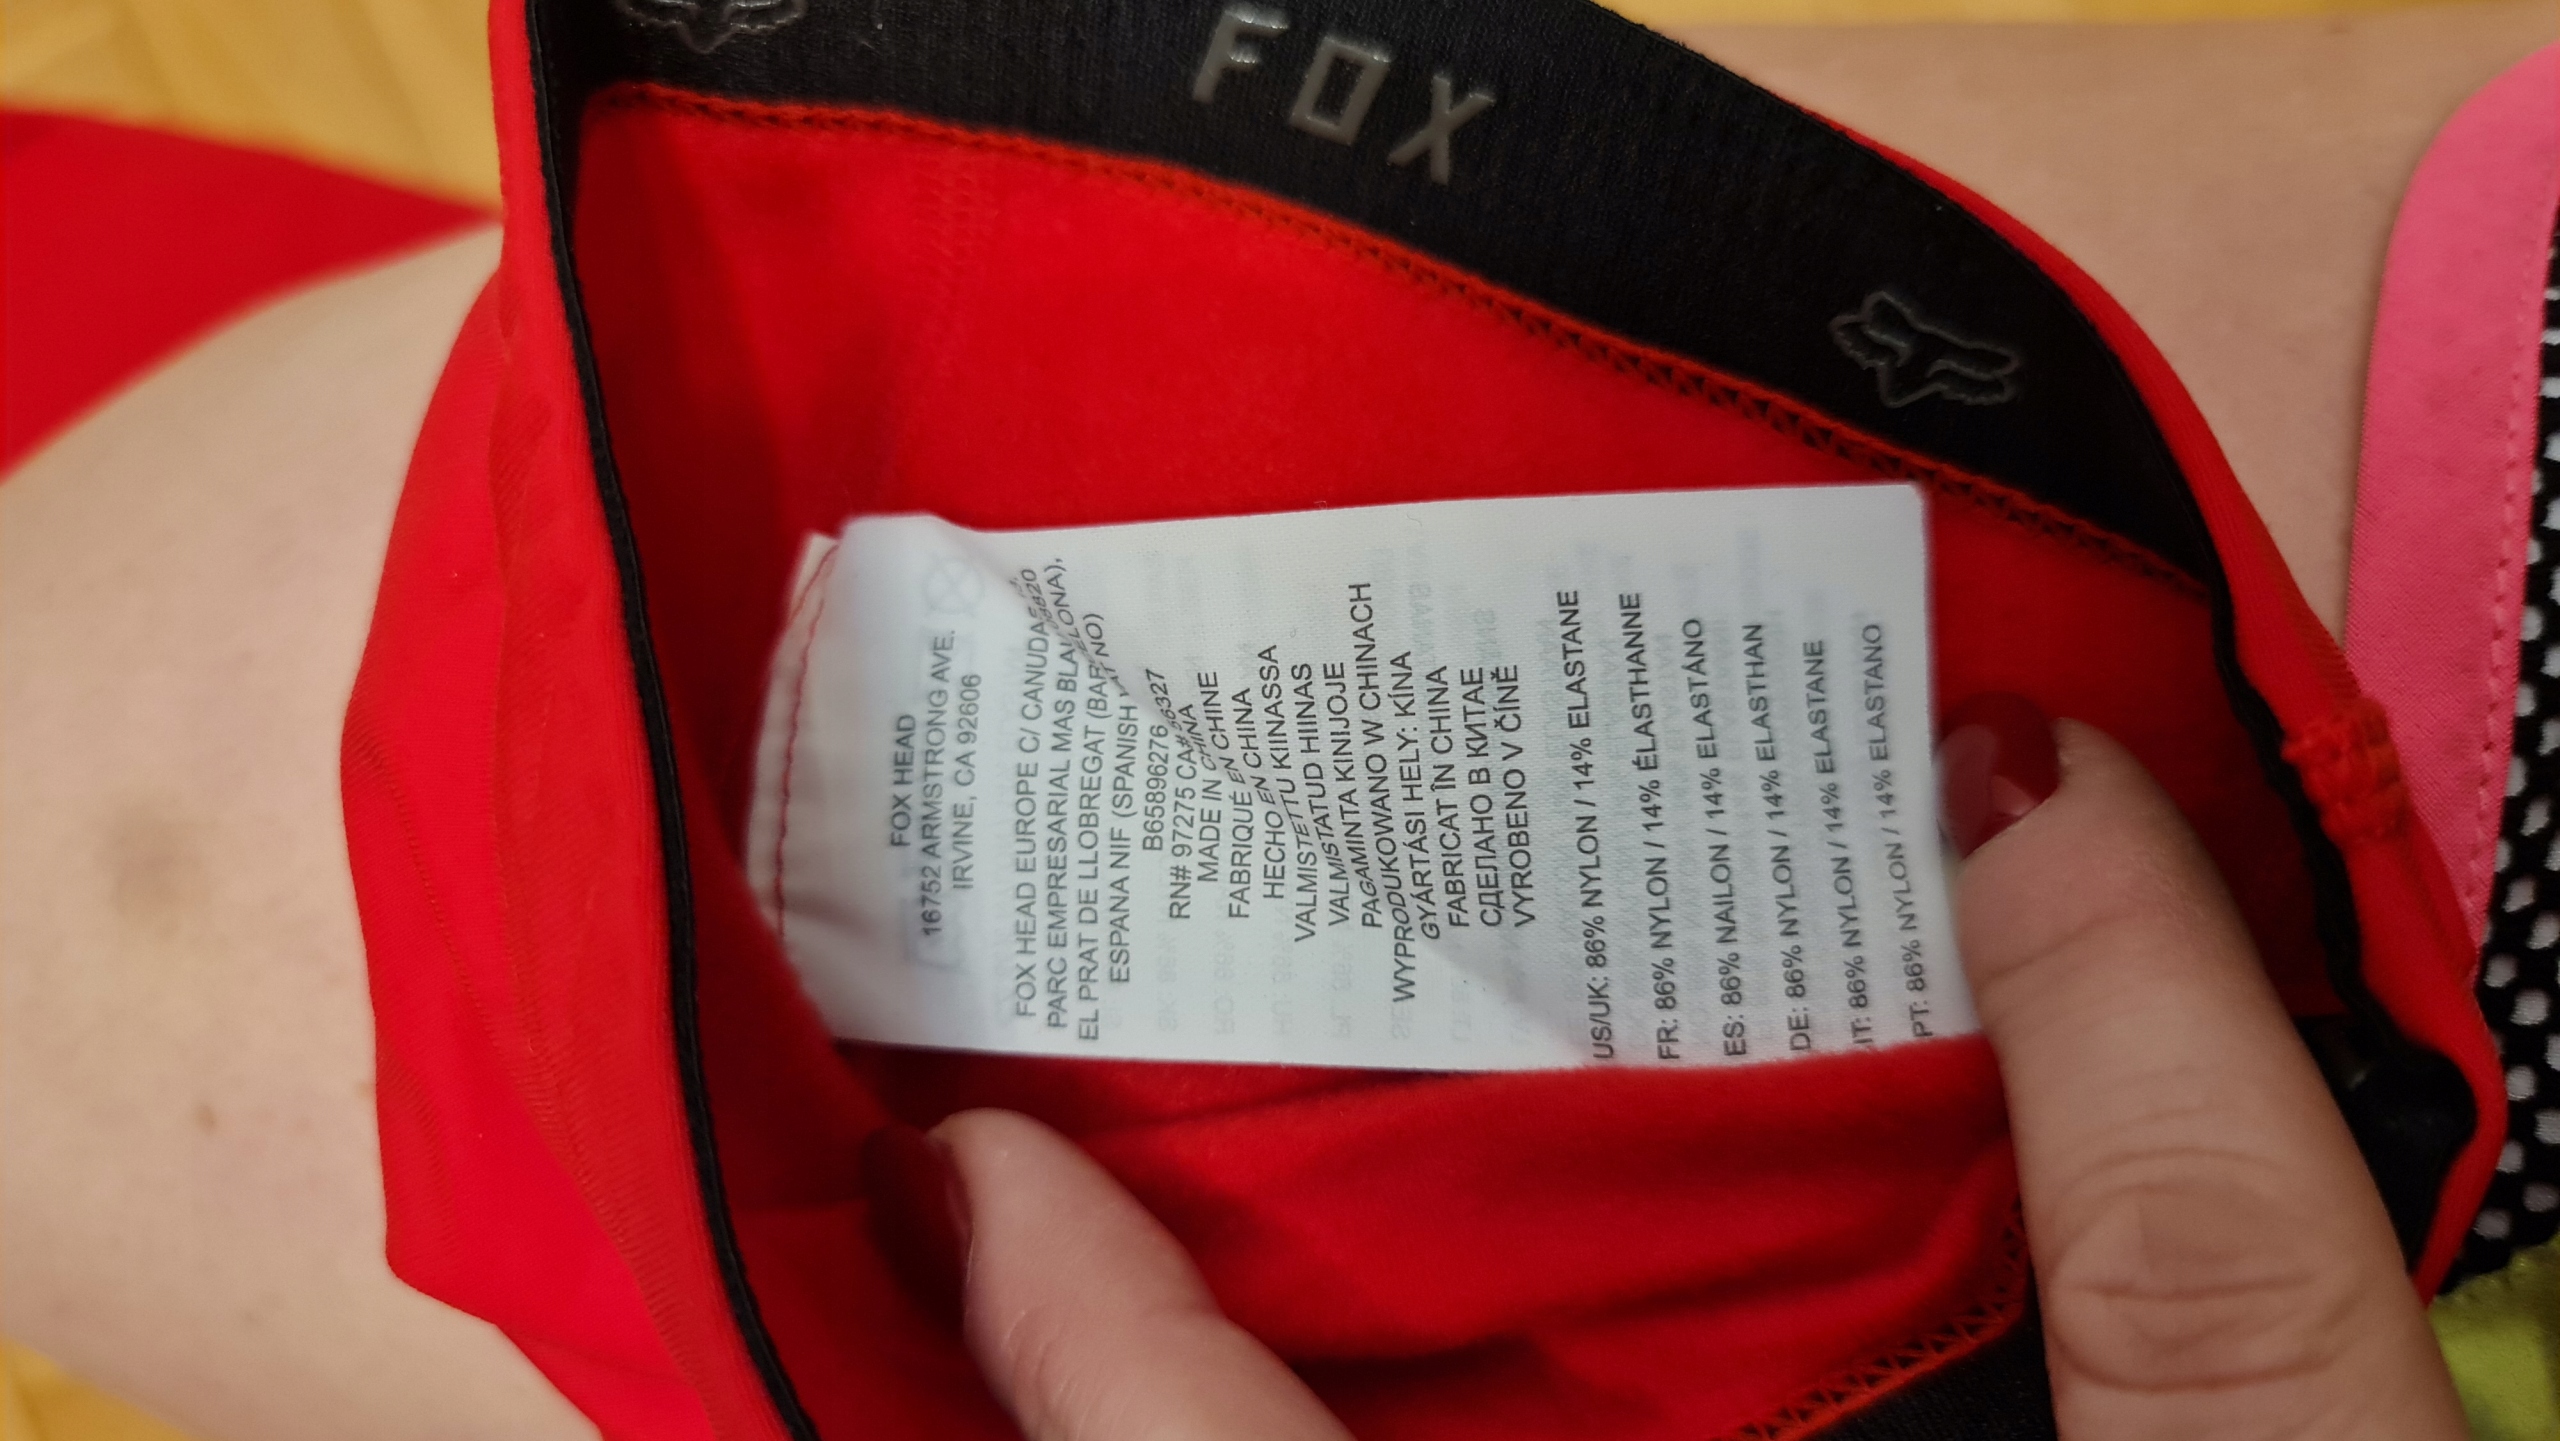 FOX
FOX HEAD
16752 ARMSTRONG AVE.
IRVINE, CA 92606
FOX HEAD EUROPE C/ CANUDAS,
PARC EMPRESARIAL MAS BLAU
EL PRAT DE LLOBREGAT (BARCELONA),
ESPANA NIF (SPANISH VAT NO)
B65896276
RN# 97275 CA# 56327
MADE IN CHINA
FABRIQUÉ EN CHINE
HECHO EN CHINA
VALMISTETTU KIINASSA
VALMISTATUD HIINAS
PAGAMINTA KINIJOJE
WYPRODUKOWANO W CHINACH
GYÁRTÁSI HELY: KÍNA
FABRICAT ÎN CHINA
СДЕЛАНО В КИТАЕ
VYROBENO V ČÍNĚ
US/UK: 86% NYLON / 14% ELASTANE
FR: 86% NYLON / 14% ÉLASTHANNE
ES: 86% NAILON / 14% ELASTÁNO
DE: 86% NYLON / 14% ELASTHAN
IT: 86% NYLON / 14% ELASTANE
PT: 86% NYLON / 14% ELASTANO